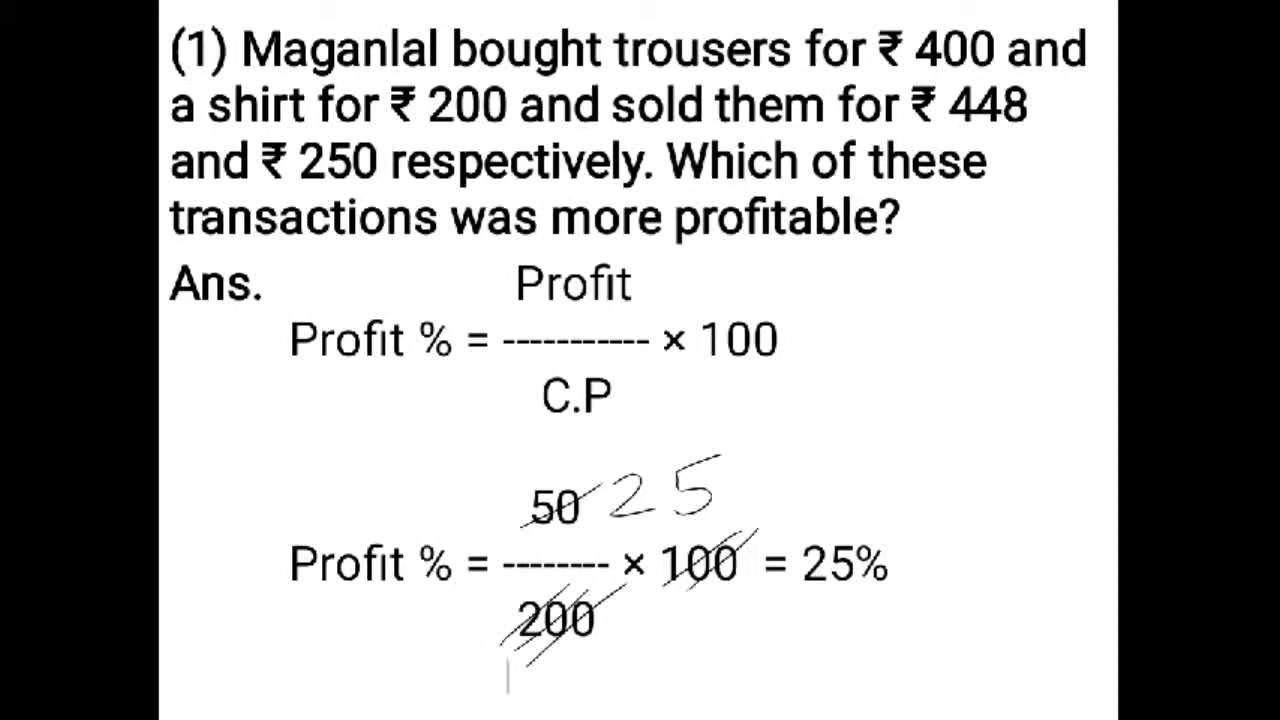 (1) Maganlal bought trousers for ₹ 400 and
a shirt for ₹ 200 and sold them for ₹ 448
and ₹ 250 respectively. Which of these
transactions was more profitable?
Ans.
Profit
Profit % = ----------- × 100
C.P
50 25
Profit % = -------- × 100 = 25%
200
1